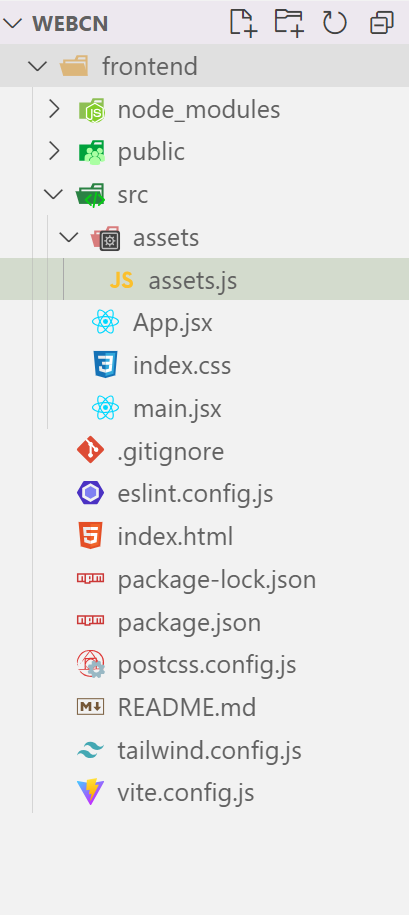 WEBCN
frontend
node_modules
public
src
assets
JS assets.js
App.jsx
index.css
main.jsx
.gitignore
eslint.config.js
index.html
package-lock.json
package.json
postcss.config.js
README.md
tailwind.config.js
vite.config.js